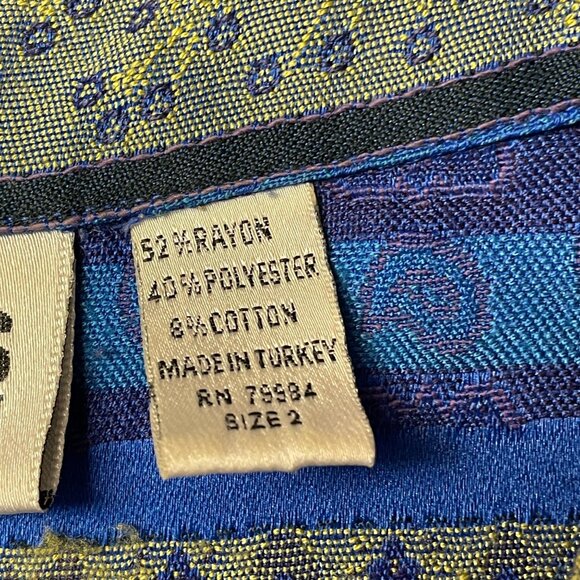 52%RAYON
40%POLYESTER
8%COTTON
MADE IN TURKEY
RN 79984
SIZE 2
S